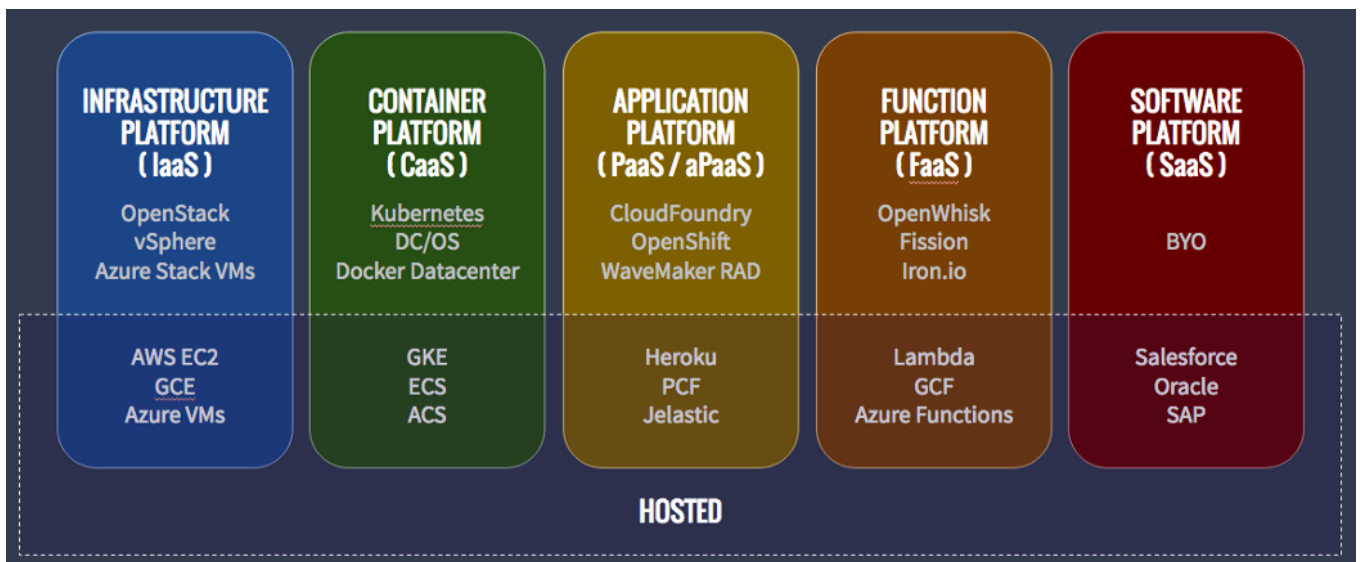 INFRASTRUCTURE
PLATFORM
( IaaS )
OpenStack
vSphere
Azure Stack VMs
AWS EC2
GCE
Azure VMs
CONTAINER
PLATFORM
( CaaS )
Kubernetes
DC/OS
Docker Datacenter
GKE
ECS
ACS
APPLICATION
PLATFORM
( PaaS / aPaaS )
CloudFoundry
OpenShift
WaveMaker RAD
Heroku
PCF
Jelastic
FUNCTION
PLATFORM
( FaaS )
OpenWhisk
Fission
Iron.io
Lambda
GCF
Azure Functions
SOFTWARE
PLATFORM
( SaaS )
BYO
Salesforce
Oracle
SAP
HOSTED